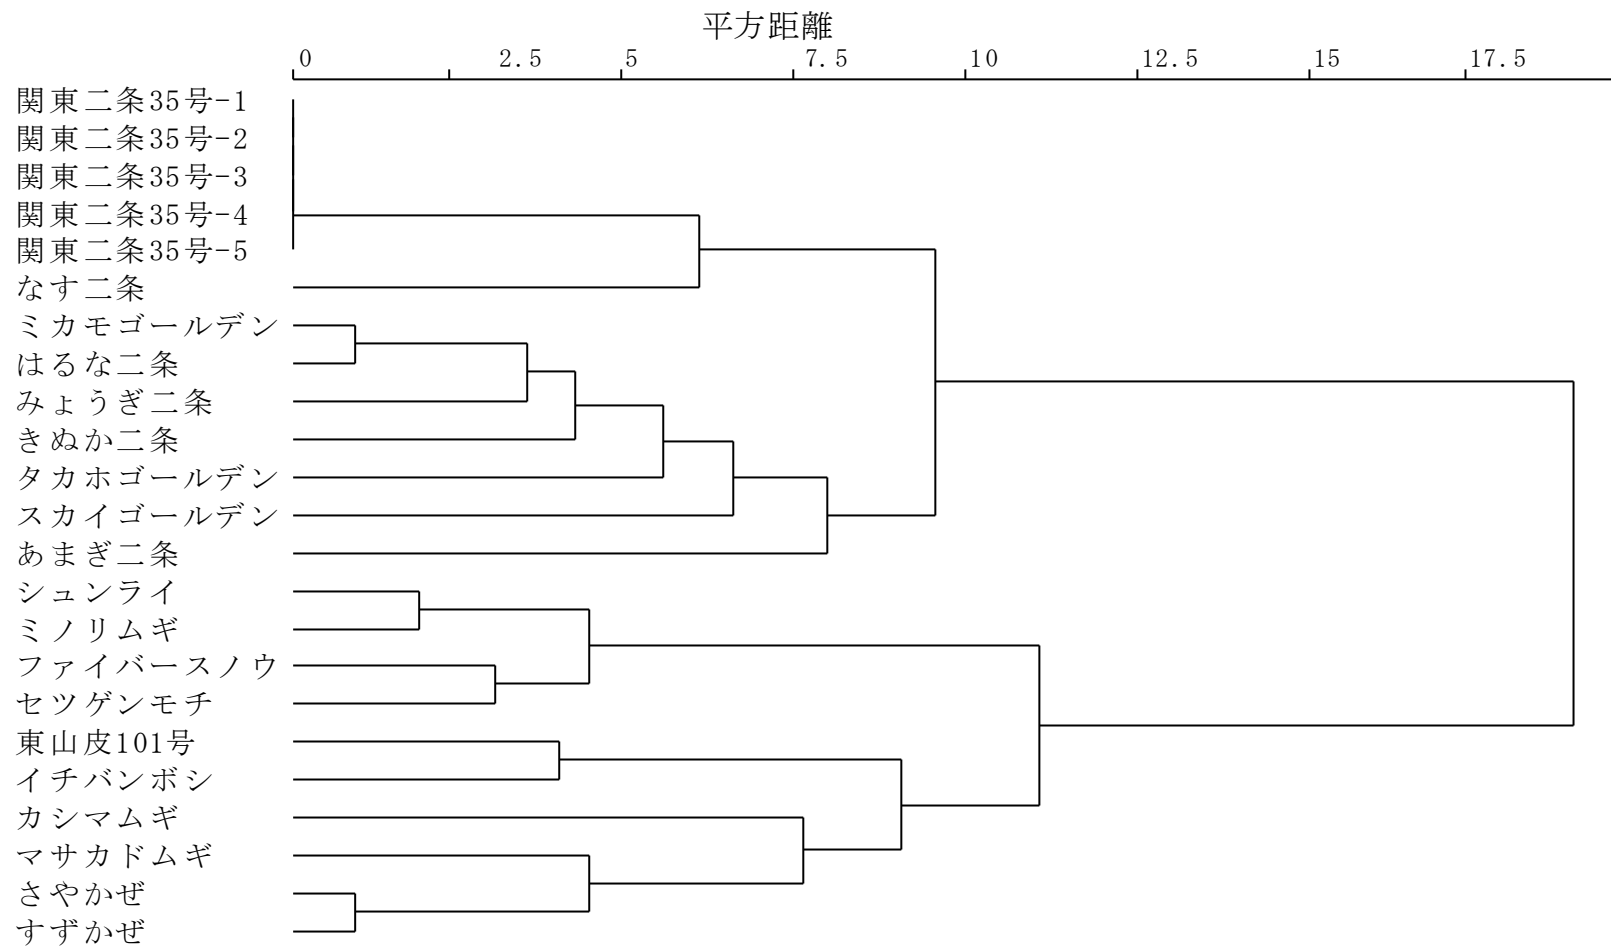 平方距離
0 2.5 5 7.5 10 12.5 15 17.5
関東二条35号-1
関東二条35号-2
関東二条35号-3
関東二条35号-4
関東二条35号-5
なす二条
ミカモゴールデン
はるな二条
みょうぎ二条
きぬか二条
タカホゴールデン
スカイゴールデン
あまぎ二条
シュンライ
ミノリムギ
ファイバースノウ
セツゲンモチ
東山皮101号
イチバンボシ
カシマムギ
マサカドムギ
さやかぜ
すずかぜ